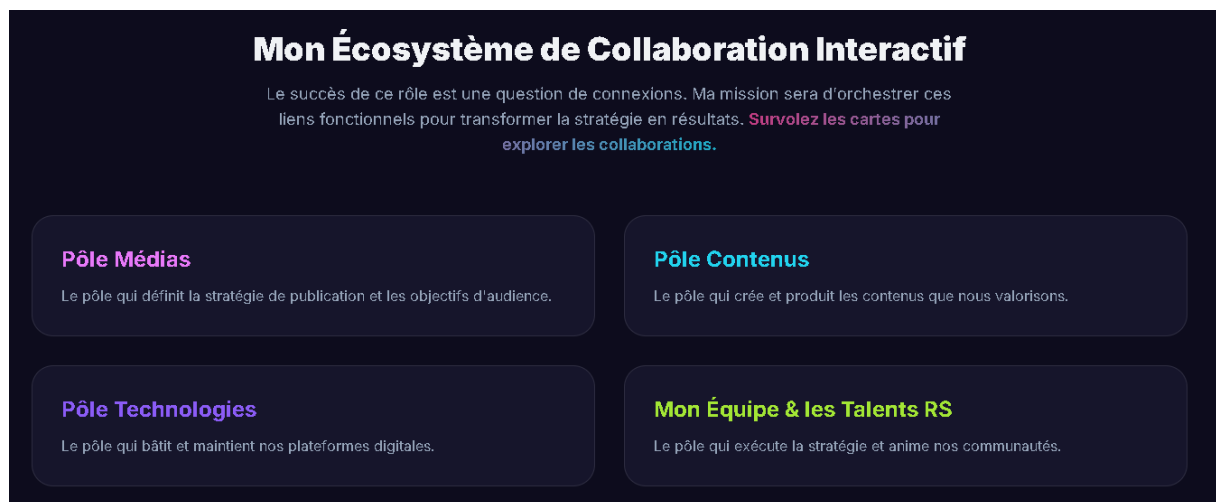 Mon Écosystème de Collaboration Interactif
Le succès de ce rôle est une question de connexions. Ma mission sera d'orchestrer ces
liens fonctionnels pour transformer la stratégie en résultats. Survolez les cartes pour
explorer les collaborations.
Pôle Médias
Le pôle qui définit la stratégie de publication et les objectifs d'audience.
Pôle Contenus
Le pôle qui crée et produit les contenus que nous valorisons.
Pôle Technologies
Le pôle qui bâtit et maintient nos plateformes digitales.
Mon Équipe & les Talents RS
Le pôle qui exécute la stratégie et anime nos communautés.